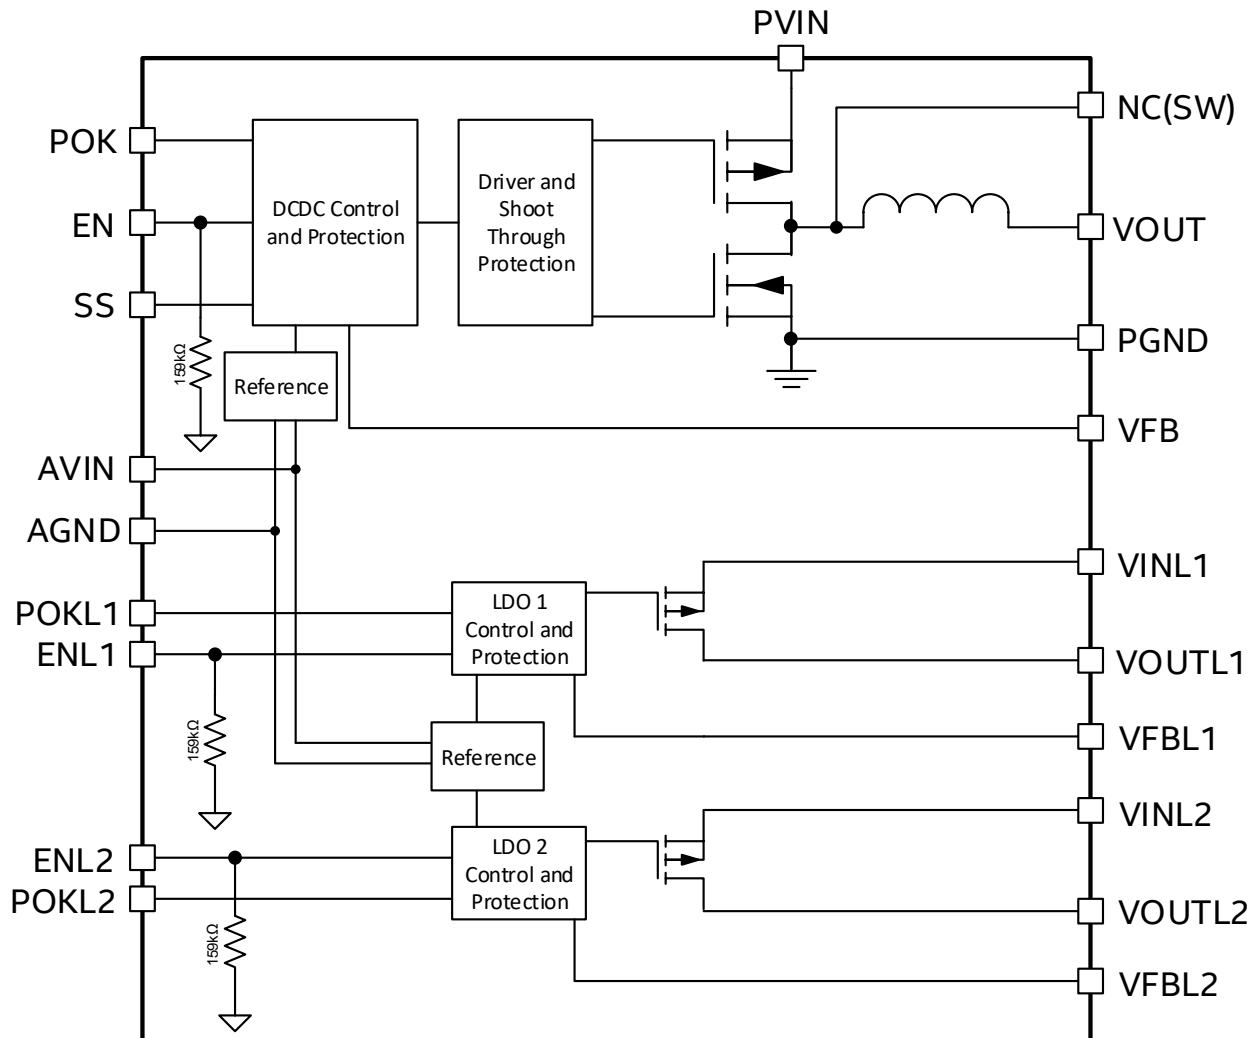 PVIN
NC(SW)
POK
EN
SS
DCDC Control
and Protection
Driver and
Shoot
Through
Protection
VOUT
PGND
159kΩ
Reference
VFB
AVIN
AGND
VINL1
POKL1
ENL1
LDO 1
Control and
Protection
VOUTL1
159kΩ
Reference
VFBL1
VINL2
ENL2
POKL2
LDO 2
Control and
Protection
VOUTL2
159kΩ
VFBL2